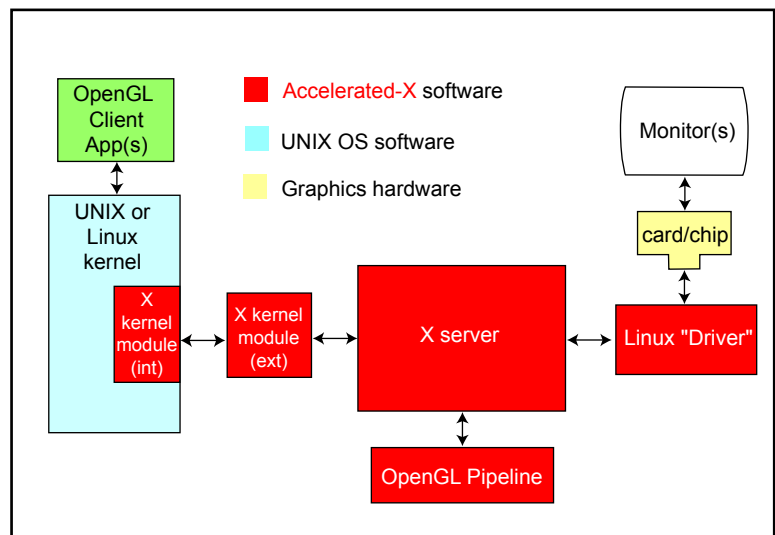 OpenGL
Client
App(s)
Accelerated-X software
UNIX OS software
Graphics hardware
Monitor(s)
card/chip
UNIX or
Linux
kernel
X
kernel
module
(int)
X kernel
module
(ext)
X server
Linux "Driver"
OpenGL Pipeline